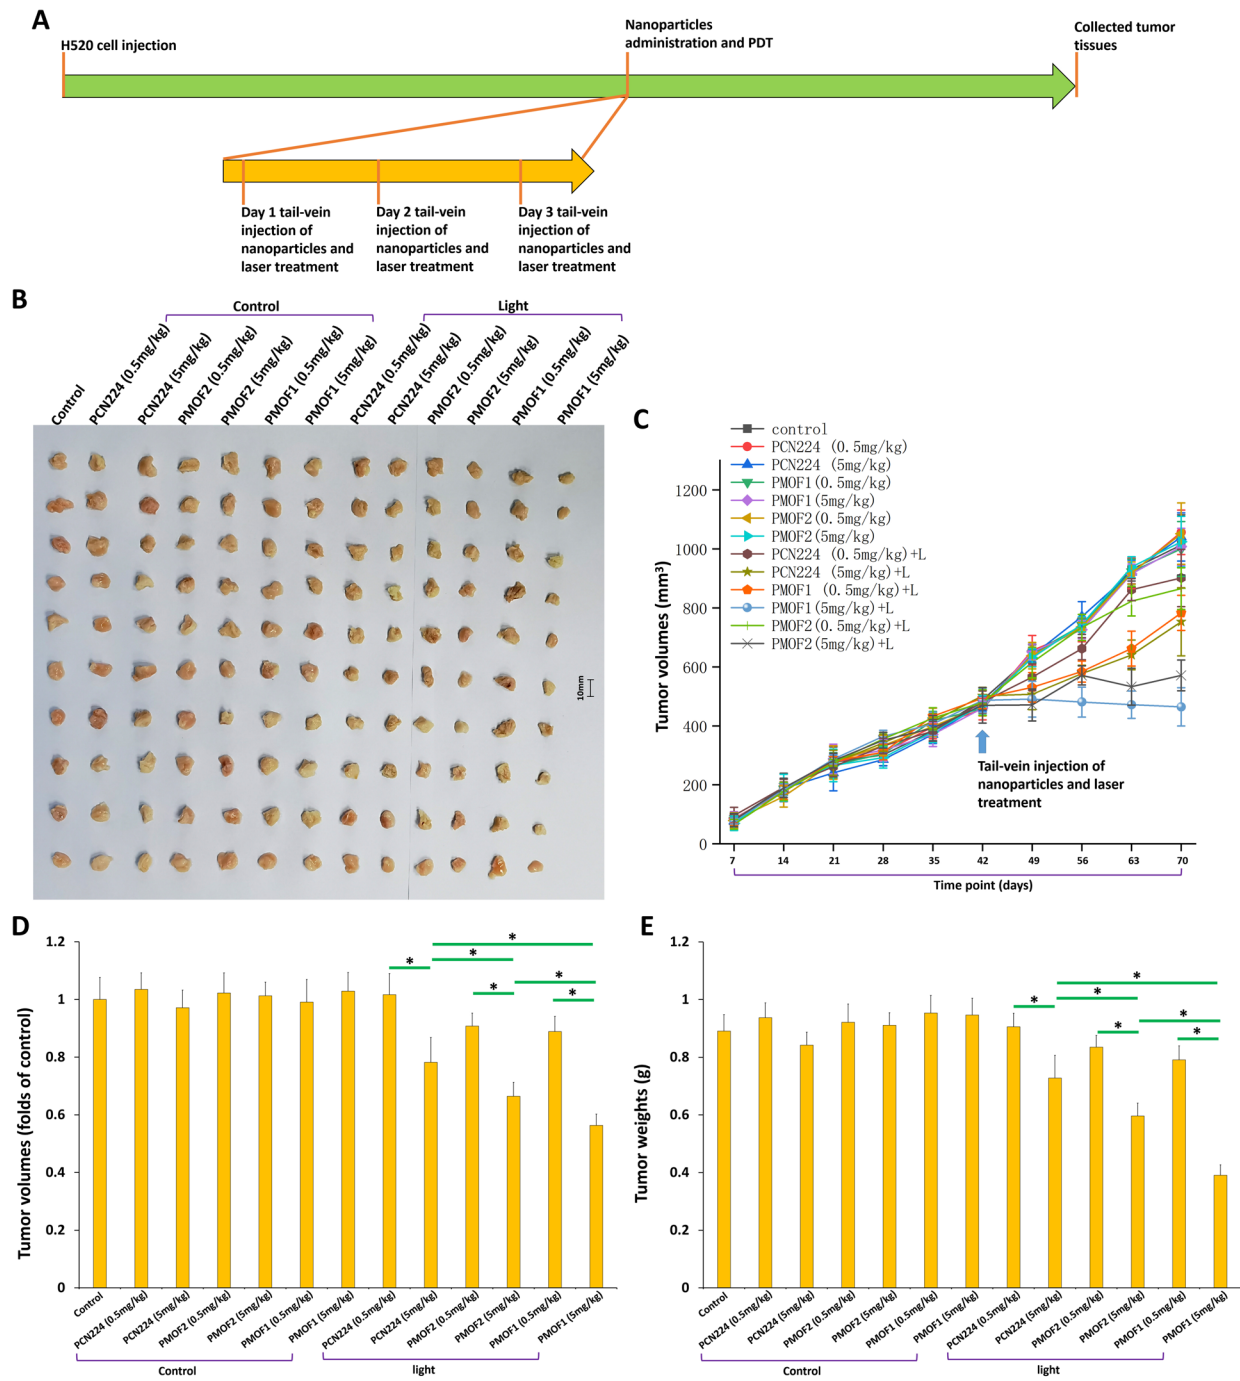 A
H520 cell injection
Nanoparticles
administration and PDT
Collected tumor
tissues
Day 1 tail-vein
injection of
nanoparticles and
laser treatment
Day 2 tail-vein
injection of
nanoparticles and
laser treatment
Day 3 tail-vein
injection of
nanoparticles and
laser treatment
B
Control
Light
Control
PCN224 (0.5mg/kg)
PCN224 (5mg/kg)
PMOF2 (0.5mg/kg)
PMOF2 (5mg/kg)
PMOF1 (0.5mg/kg)
PMOF1 (5mg/kg)
PCN224 (0.5mg/kg)
PCN224 (5mg/kg)
PMOF2 (0.5mg/kg)
PMOF2 (5mg/kg)
PMOF1 (0.5mg/kg)
PMOF1 (5mg/kg)
10mm
C
control
PCN224 (0.5mg/kg)
PCN224 (5mg/kg)
PMOF1(0.5mg/kg)
PMOF1(5mg/kg)
PMOF2(0.5mg/kg)
PMOF2(5mg/kg)
PCN224 (0.5mg/kg)+L
PCN224 (5mg/kg)+L
PMOF1 (0.5mg/kg)+L
PMOF1(5mg/kg)+L
PMOF2(0.5mg/kg)+L
PMOF2(5mg/kg)+L
Tumor volumes (mm³)
1200
1000
800
600
400
200
0
Tail-vein injection of
nanoparticles and laser
treatment
7 14 21 28 35 42 49 56 63 70
Time point (days)
D
Tumor volumes (folds of control)
1.2
1
0.8
0.6
0.4
0.2
0
* * * * * *
Control
PCN224 (0.5mg/kg)
PCN224 (5mg/kg)
PMOF2 (0.5mg/kg)
PMOF2 (5mg/kg)
PMOF1 (0.5mg/kg)
PMOF1 (5mg/kg)
PCN224 (0.5mg/kg)
PCN224 (5mg/kg)
PMOF2 (0.5mg/kg)
PMOF2 (5mg/kg)
PMOF1 (0.5mg/kg)
PMOF1 (5mg/kg)
Control
light
E
Tumor weights (g)
1.2
1
0.8
0.6
0.4
0.2
0
* * * * * *
Control
PCN224 (0.5mg/kg)
PCN224 (5mg/kg)
PMOF2 (0.5mg/kg)
PMOF2 (5mg/kg)
PMOF1 (0.5mg/kg)
PMOF1 (5mg/kg)
PCN224 (0.5mg/kg)
PCN224 (5mg/kg)
PMOF2 (0.5mg/kg)
PMOF2 (5mg/kg)
PMOF1 (0.5mg/kg)
PMOF1 (5mg/kg)
Control
light